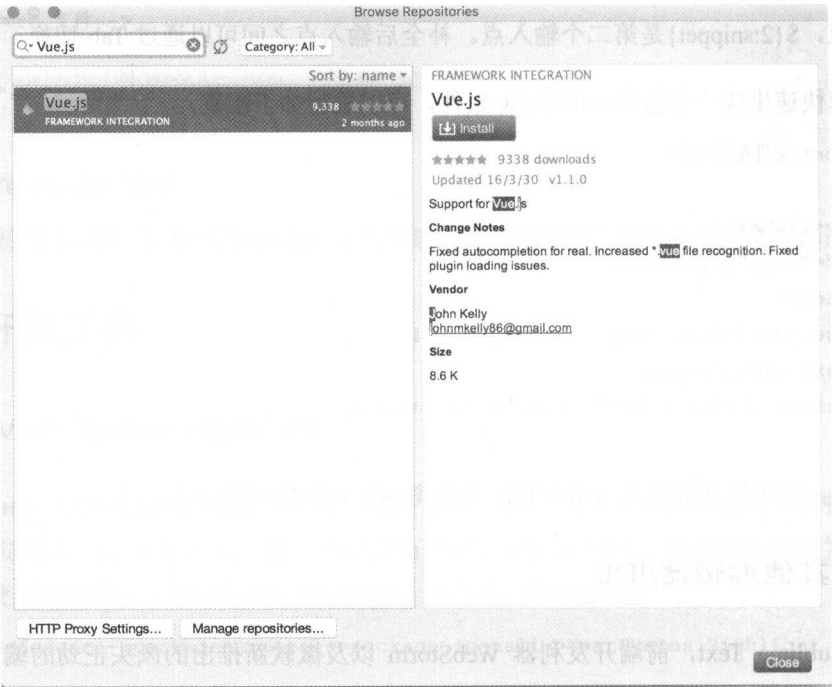 Browse Repositories
Vue.js
Category: All
Sort by: name
Vue.js
9,338
FRAMEWORK INTEGRATION
2 months ago
FRAMEWORK INTEGRATION
Vue.js
Install
9338 downloads
Updated 16/3/30 v1.1.0
Support for Vue.js
Change Notes
Fixed autocompletion for real. Increased *.vue file recognition. Fixed
plugin loading issues.
Vendor
John Kelly
johnmkelly86@gmail.com
Size
8.6 K
HTTP Proxy Settings...
Manage repositories...
Close